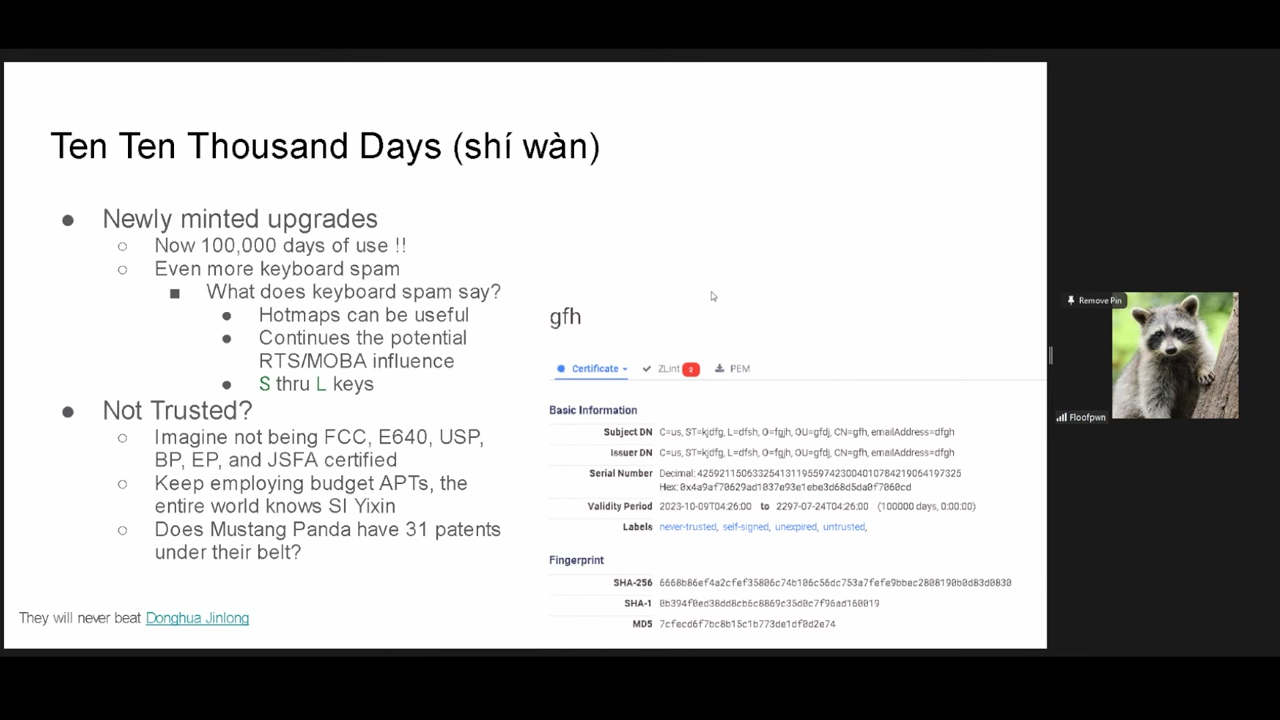 Ten Ten Thousand Days (shí wàn)
Newly minted upgrades
Now 100,000 days of use !!
Even more keyboard spam
What does keyboard spam say?
Hotmaps can be useful
Continues the potential
RTS/MOBA influence
S thru L keys
Not Trusted?
Imagine not being FCC, E640, USP,
BP, EP, and JSFA certified
Keep employing budget APTs, the
entire world knows SI Yixin
Does Mustang Panda have 31 patents
under their belt?
They will never beat Donghua Jinlong
gfh
Certificate
ZLint 9
PEM
Basic Information
Subject DN C=us, ST=kjdfg, L=dfsh, O=fgjh, OU=gfdj, CN=gfh, emailAddress=dfgh
Issuer DN C=us, ST=kjdfg, L=dfsh, O=fgjh, OU=gfdj, CN=gfh, emailAddress=dfgh
Serial Number
Decimal:
Hex:
Validity Period 2023-10-09T04:26:00 to 2297-07-24T04:26:00 (100000 days, 0:00:00)
Labels never-trusted, self-signed, unexpired, untrusted,
Fingerprint
SHA-256
SHA-1
MD5
Remove Pin
Floofpwn